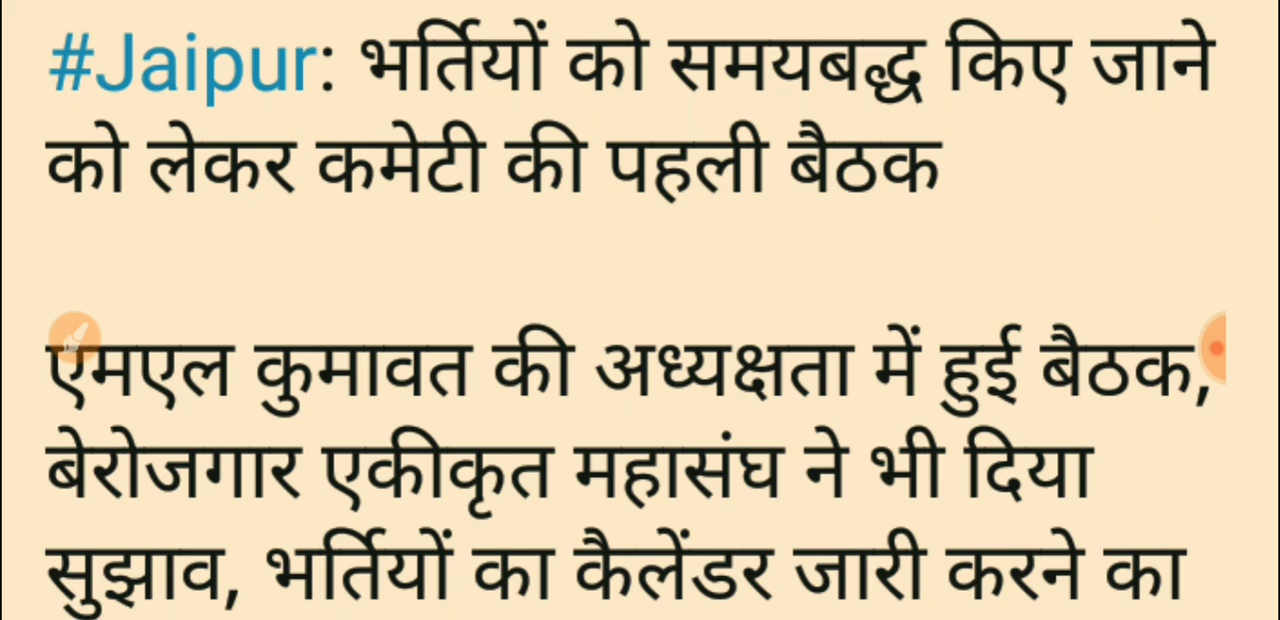 #Jaipur: भर्तियों को समयबद्ध किए जाने
को लेकर कमेटी की पहली बैठक
एमएल कुमावत की अध्यक्षता में हुई बैठक,
बेरोजगार एकीकृत महासंघ ने भी दिया
सुझाव, भर्तियों का कैलेंडर जारी करने का